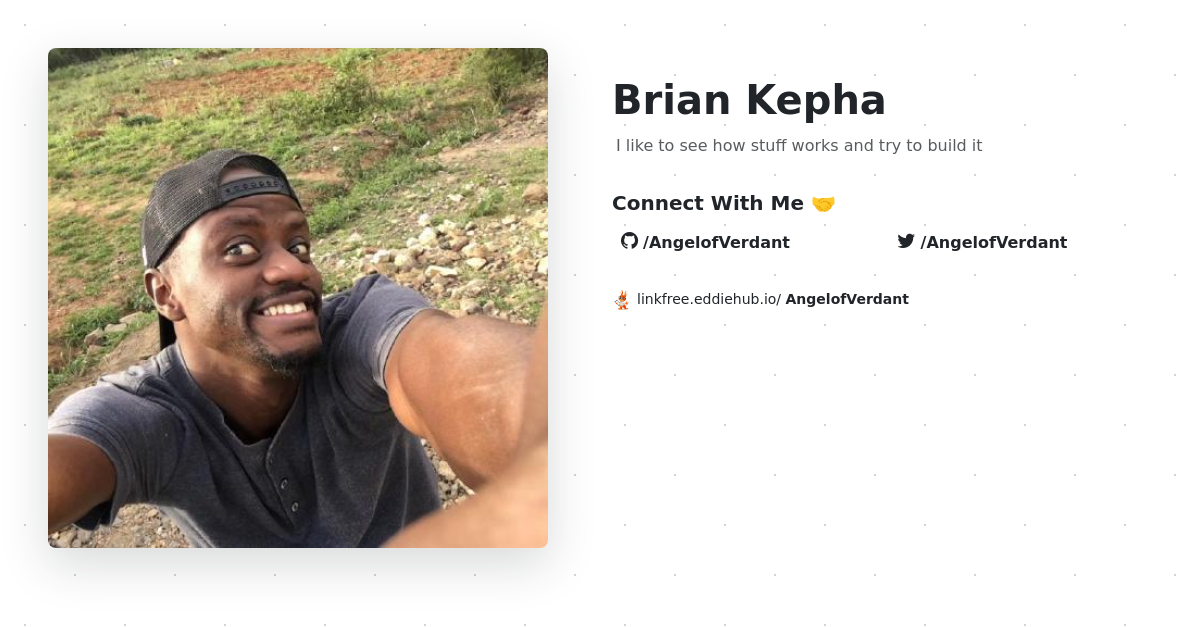 Brian Kepha
I like to see how stuff works and try to build it
Connect With Me 🤝
/AngelofVerdant /AngelofVerdant
linkfree.eddiehub.io/ AngelofVerdant